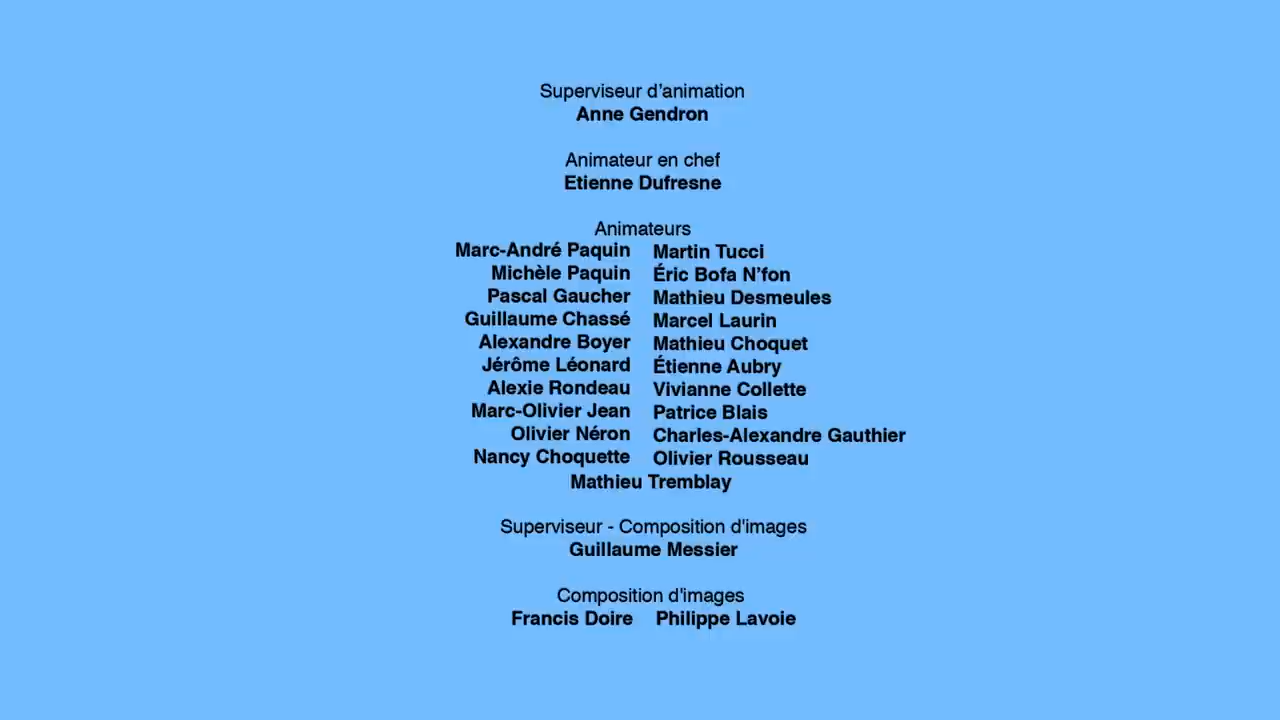 Superviseur d’animation
Anne Gendron
Animateur en chef
Etienne Dufresne
Animateurs
Marc-André Paquin Martin Tucci
Michèle Paquin Éric Bofa N’fon
Pascal Gaucher Mathieu Desmeules
Guillaume Chassé Marcel Laurin
Alexandre Boyer Mathieu Choquet
Jérôme Léonard Étienne Aubry
Alexie Rondeau Vivianne Collette
Marc-Olivier Jean Patrice Blais
Olivier Néron Charles-Alexandre Gauthier
Nancy Choquette Olivier Rousseau
Mathieu Tremblay
Superviseur - Composition d'images
Guillaume Messier
Composition d'images
Francis Doire Philippe Lavoie